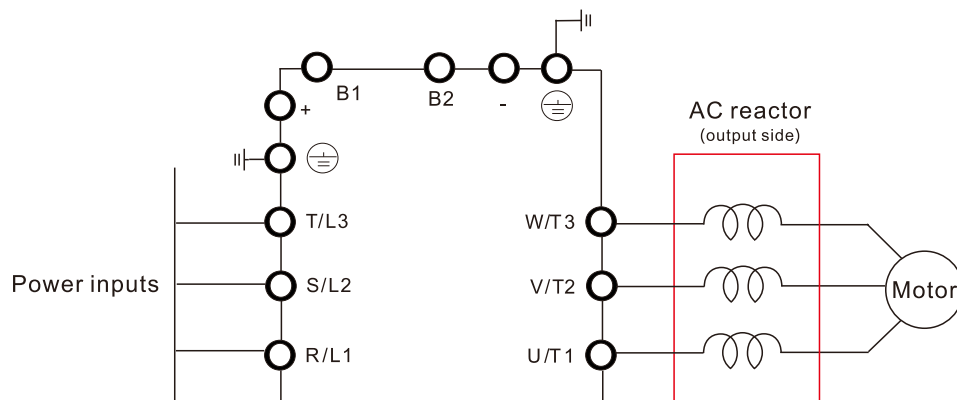 B1
B2
-
+
AC reactor
(output side)
T/L3
W/T3
Power inputs
S/L2
V/T2
Motor
R/L1
U/T1